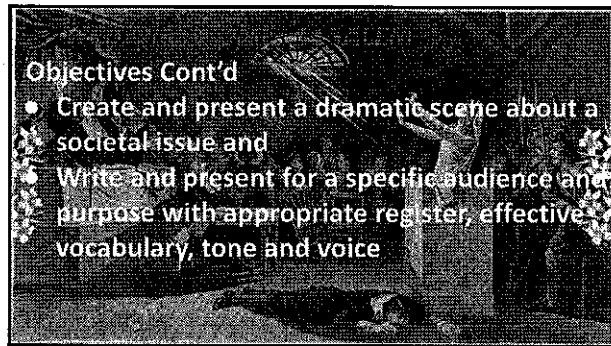 Objectives Cont'd
• Create and present a dramatic scene about a
societal issue and
• Write and present for a specific audience and
purpose with appropriate register, effective
vocabulary, tone and voice